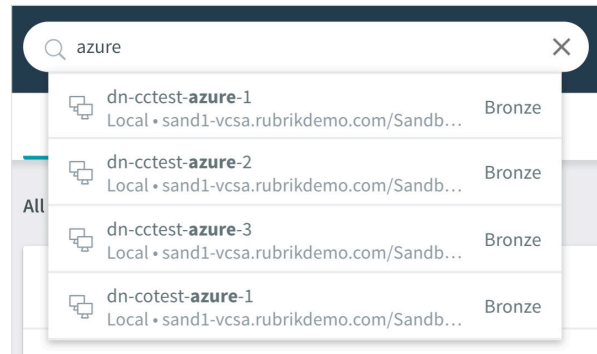 azure
dn-cctest-azure-1
Bronze
Local • sand1-vcsa.rubrikdemo.com/Sandb...
dn-cctest-azure-2
Bronze
Local • sand1-vcsa.rubrikdemo.com/Sandb...
dn-cctest-azure-3
Bronze
Local • sand1-vcsa.rubrikdemo.com/Sandb...
dn-cotest-azure-1
Bronze
Local • sand1-vcsa.rubrikdemo.com/Sandb...
All